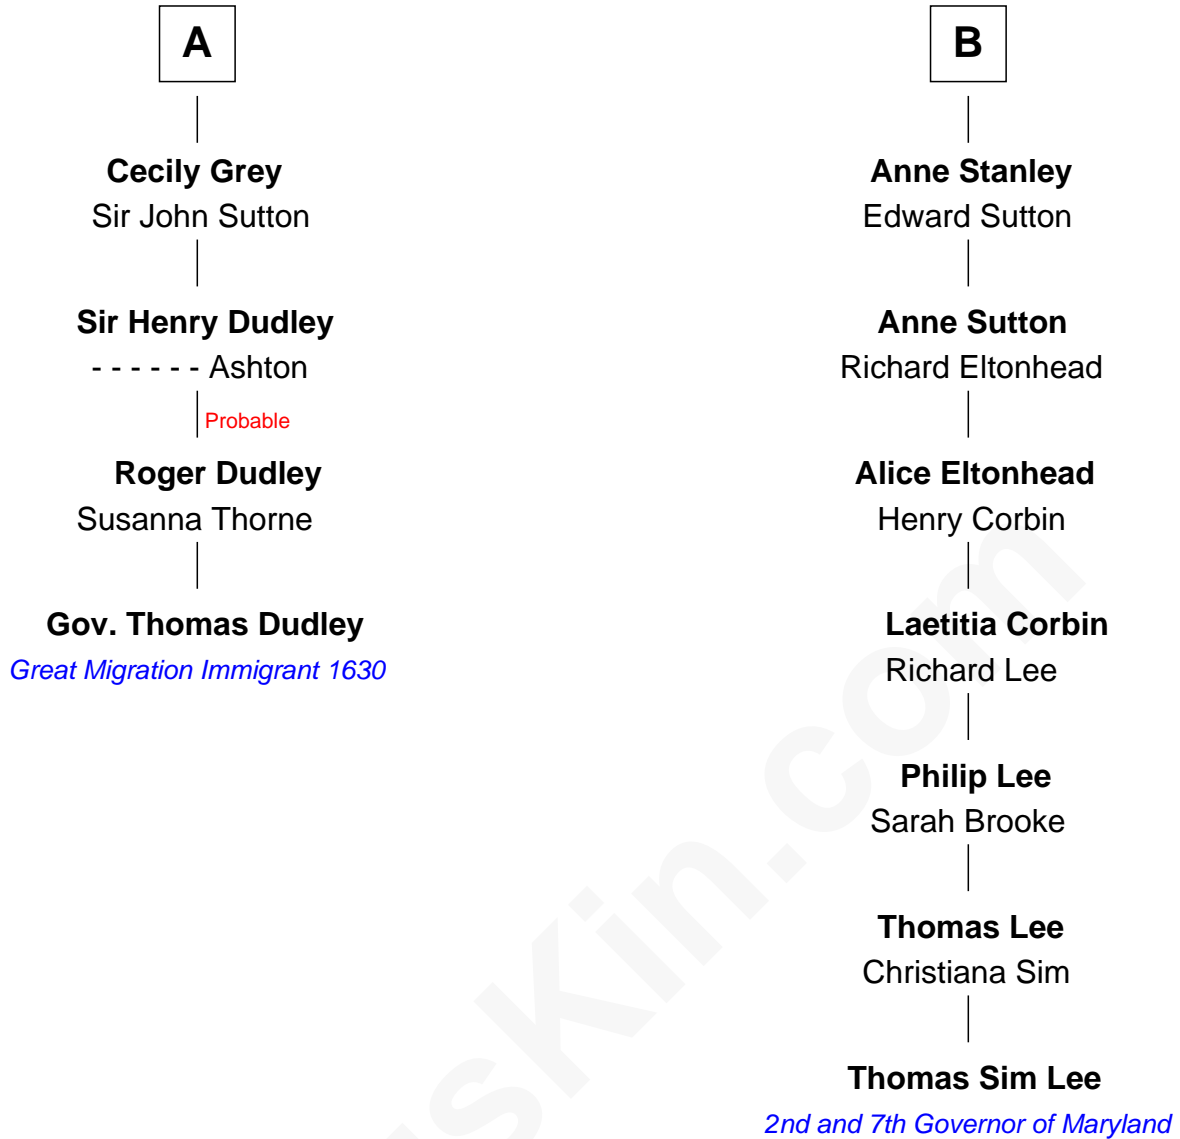 A
Cecily Grey
Sir John Sutton
Sir Henry Dudley
- - - - - - Ashton
Probable
Roger Dudley
Susanna Thorne
Gov. Thomas Dudley
Great Migration Immigrant 1630
B
Anne Stanley
Edward Sutton
Anne Sutton
Richard Eltonhead
Alice Eltonhead
Henry Corbin
Laetitia Corbin
Richard Lee
Philip Lee
Sarah Brooke
Thomas Lee
Christiana Sim
Thomas Sim Lee
2nd and 7th Governor of Maryland
sKin.com